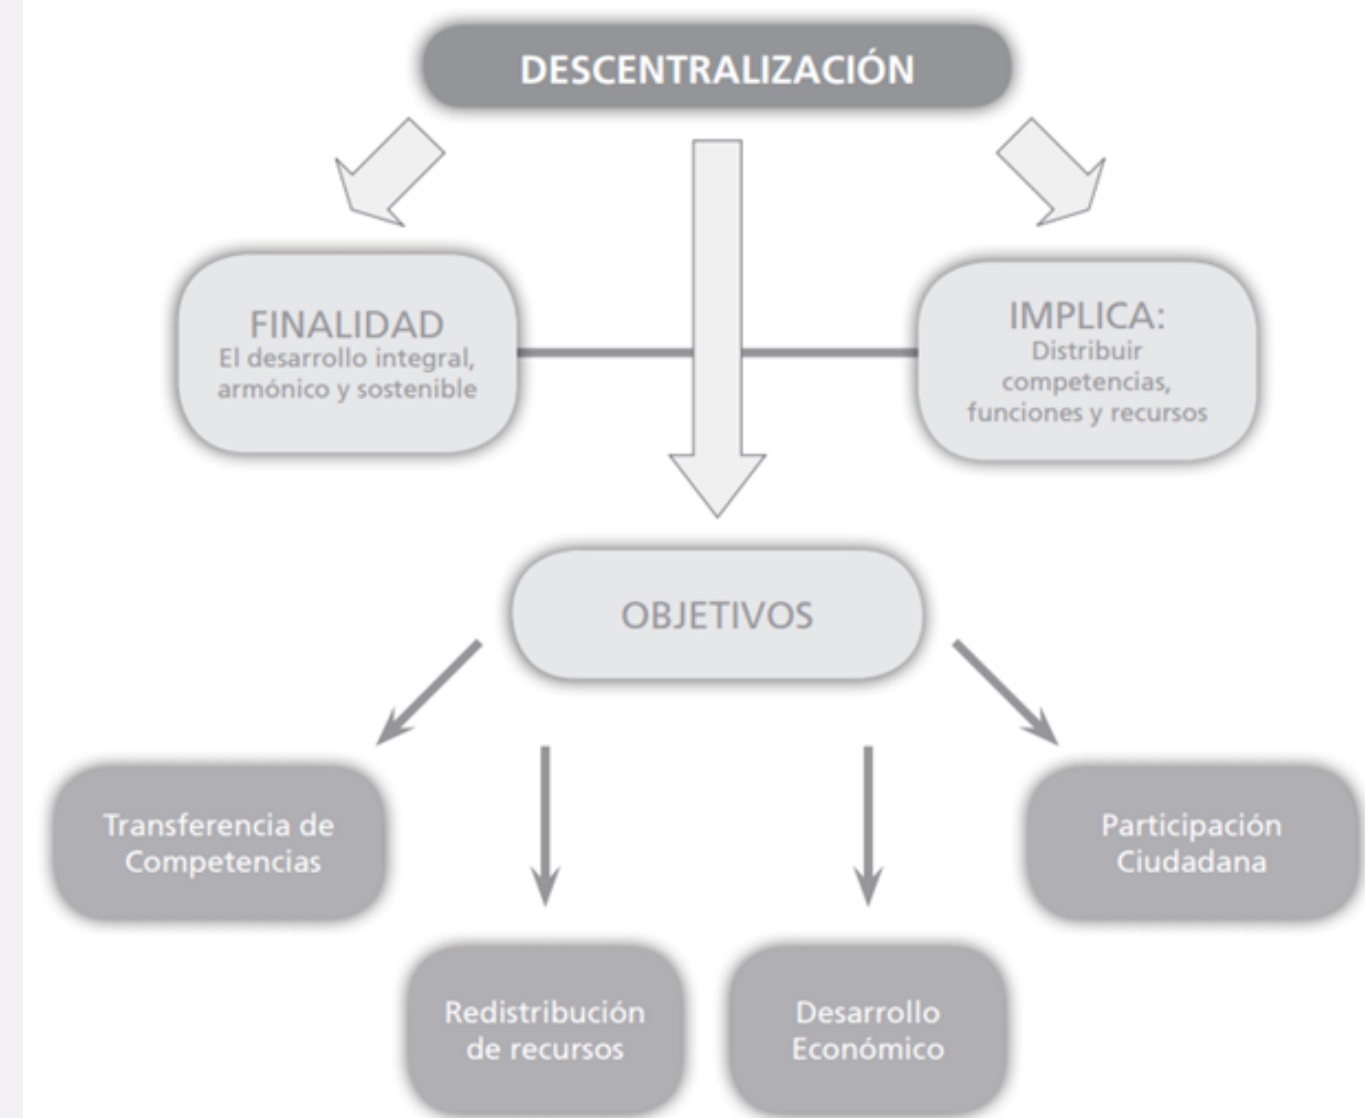 DESCENTRALIZACIÓN
FINALIDAD
El desarrollo integral,
armónico y sostenible
IMPLICA:
Distribuir
competencias,
funciones y recursos
OBJETIVOS
Transferencia de
Competencias
Participación
Ciudadana
Redistribución
de recursos
Desarrollo
Económico